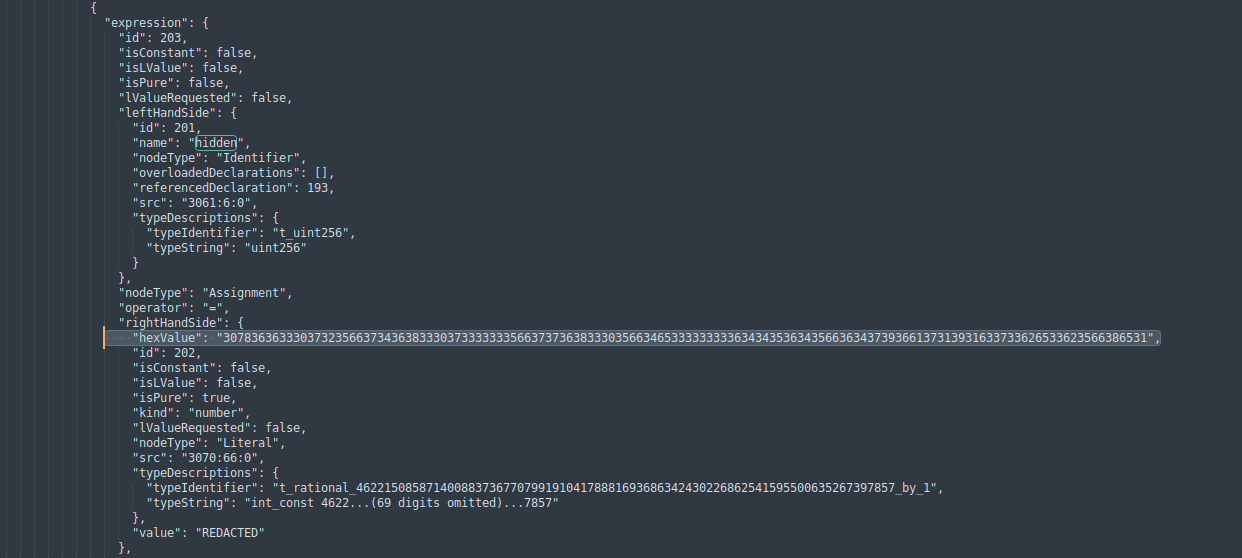 {
"expression": {
"id": 203,
"isConstant": false,
"isLValue": false,
"isPure": false,
"lValueRequested": false,
"leftHandSide": {
"id": 201,
"name": "hidden",
"nodeType": "Identifier",
"overloadedDeclarations": [],
"referencedDeclaration": 193,
"src": "3061:6:0",
"typeDescriptions": {
"typeIdentifier": "t_uint256",
"typeString": "uint256"
}
},
"nodeType": "Assignment",
"operator": "=",
"rightHandSide": {
"hexValue": "307836363330373235663734363833303733333335663737363833303566346533333333363434353634356636343739366137313931633733626533623566386531",
"id": 202,
"isConstant": false,
"isLValue": false,
"isPure": true,
"kind": "number",
"lValueRequested": false,
"nodeType": "Literal",
"src": "3070:66:0",
"typeDescriptions": {
"typeIdentifier": "t_rational_46221508587140088373677079919104178881693686342430226862541595500635267397857_by_1",
"typeString": "int_const 4622...(69 digits omitted)...7857"
},
"value": "REDACTED"
},